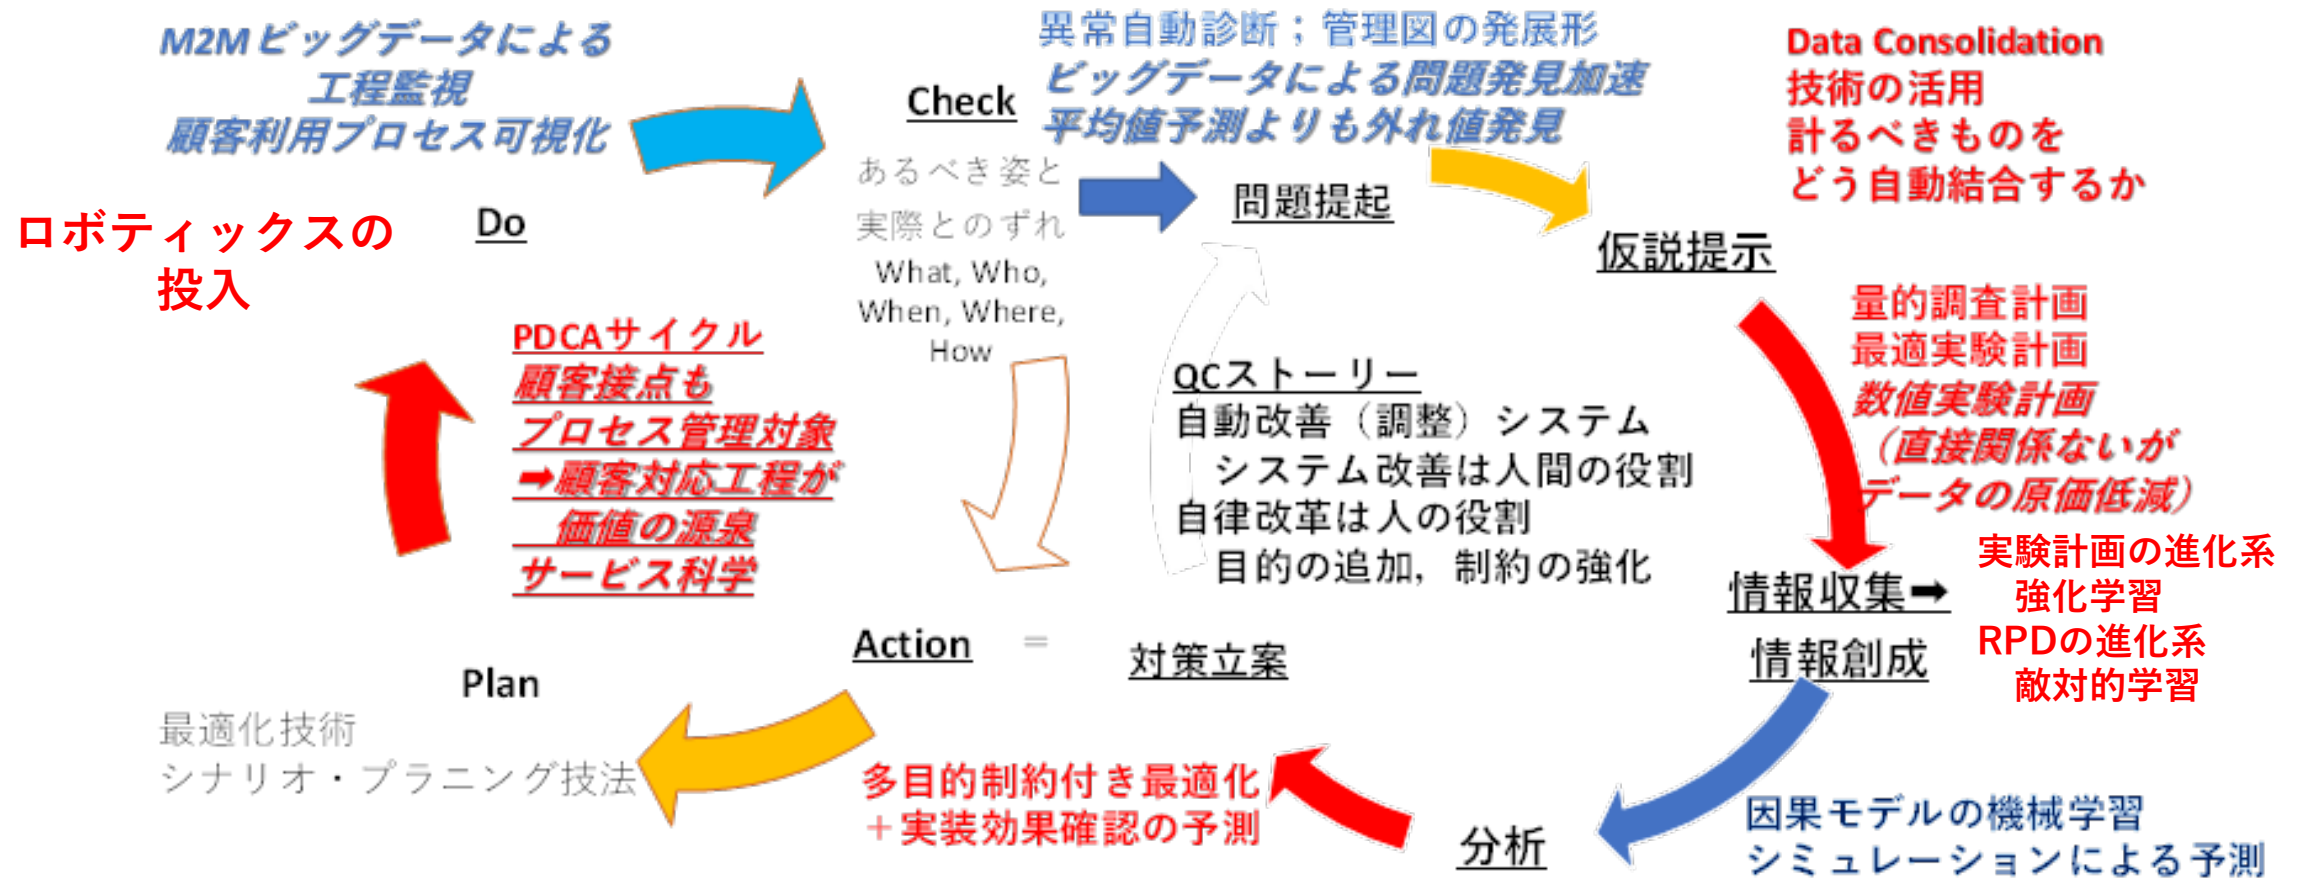 M2Mビッグデータによる
工程監視
顧客利用プロセス可視化
ロボティックスの
投入
Do
PDCAサイクル
顧客接点も
プロセス管理対象
➡顧客対応工程が
価値の源泉
サービス科学
Plan
最適化技術
シナリオ・プラニング技法
Check
あるべき姿と
実際とのずれ
What, Who,
When, Where,
How
Action =
対策立案
異常自動診断；管理図の発展形
ビッグデータによる問題発見加速
平均値予測よりも外れ値発見
問題提起
QCストーリー
自動改善（調整）システム
システム改善は人間の役割
自律改革は人の役割
目的の追加，制約の強化
Data Consolidation
技術の活用
計るべきものを
どう自動結合するか
仮説提示
量的調査計画
最適実験計画
数値実験計画
（直接関係ないが
データの原価低減）
情報収集➡
情報創成
実験計画の進化系
強化学習
RPDの進化系
敵対的学習
因果モデルの機械学習
シミュレーションによる予測
分析
多目的制約付き最適化
＋実装効果確認の予測